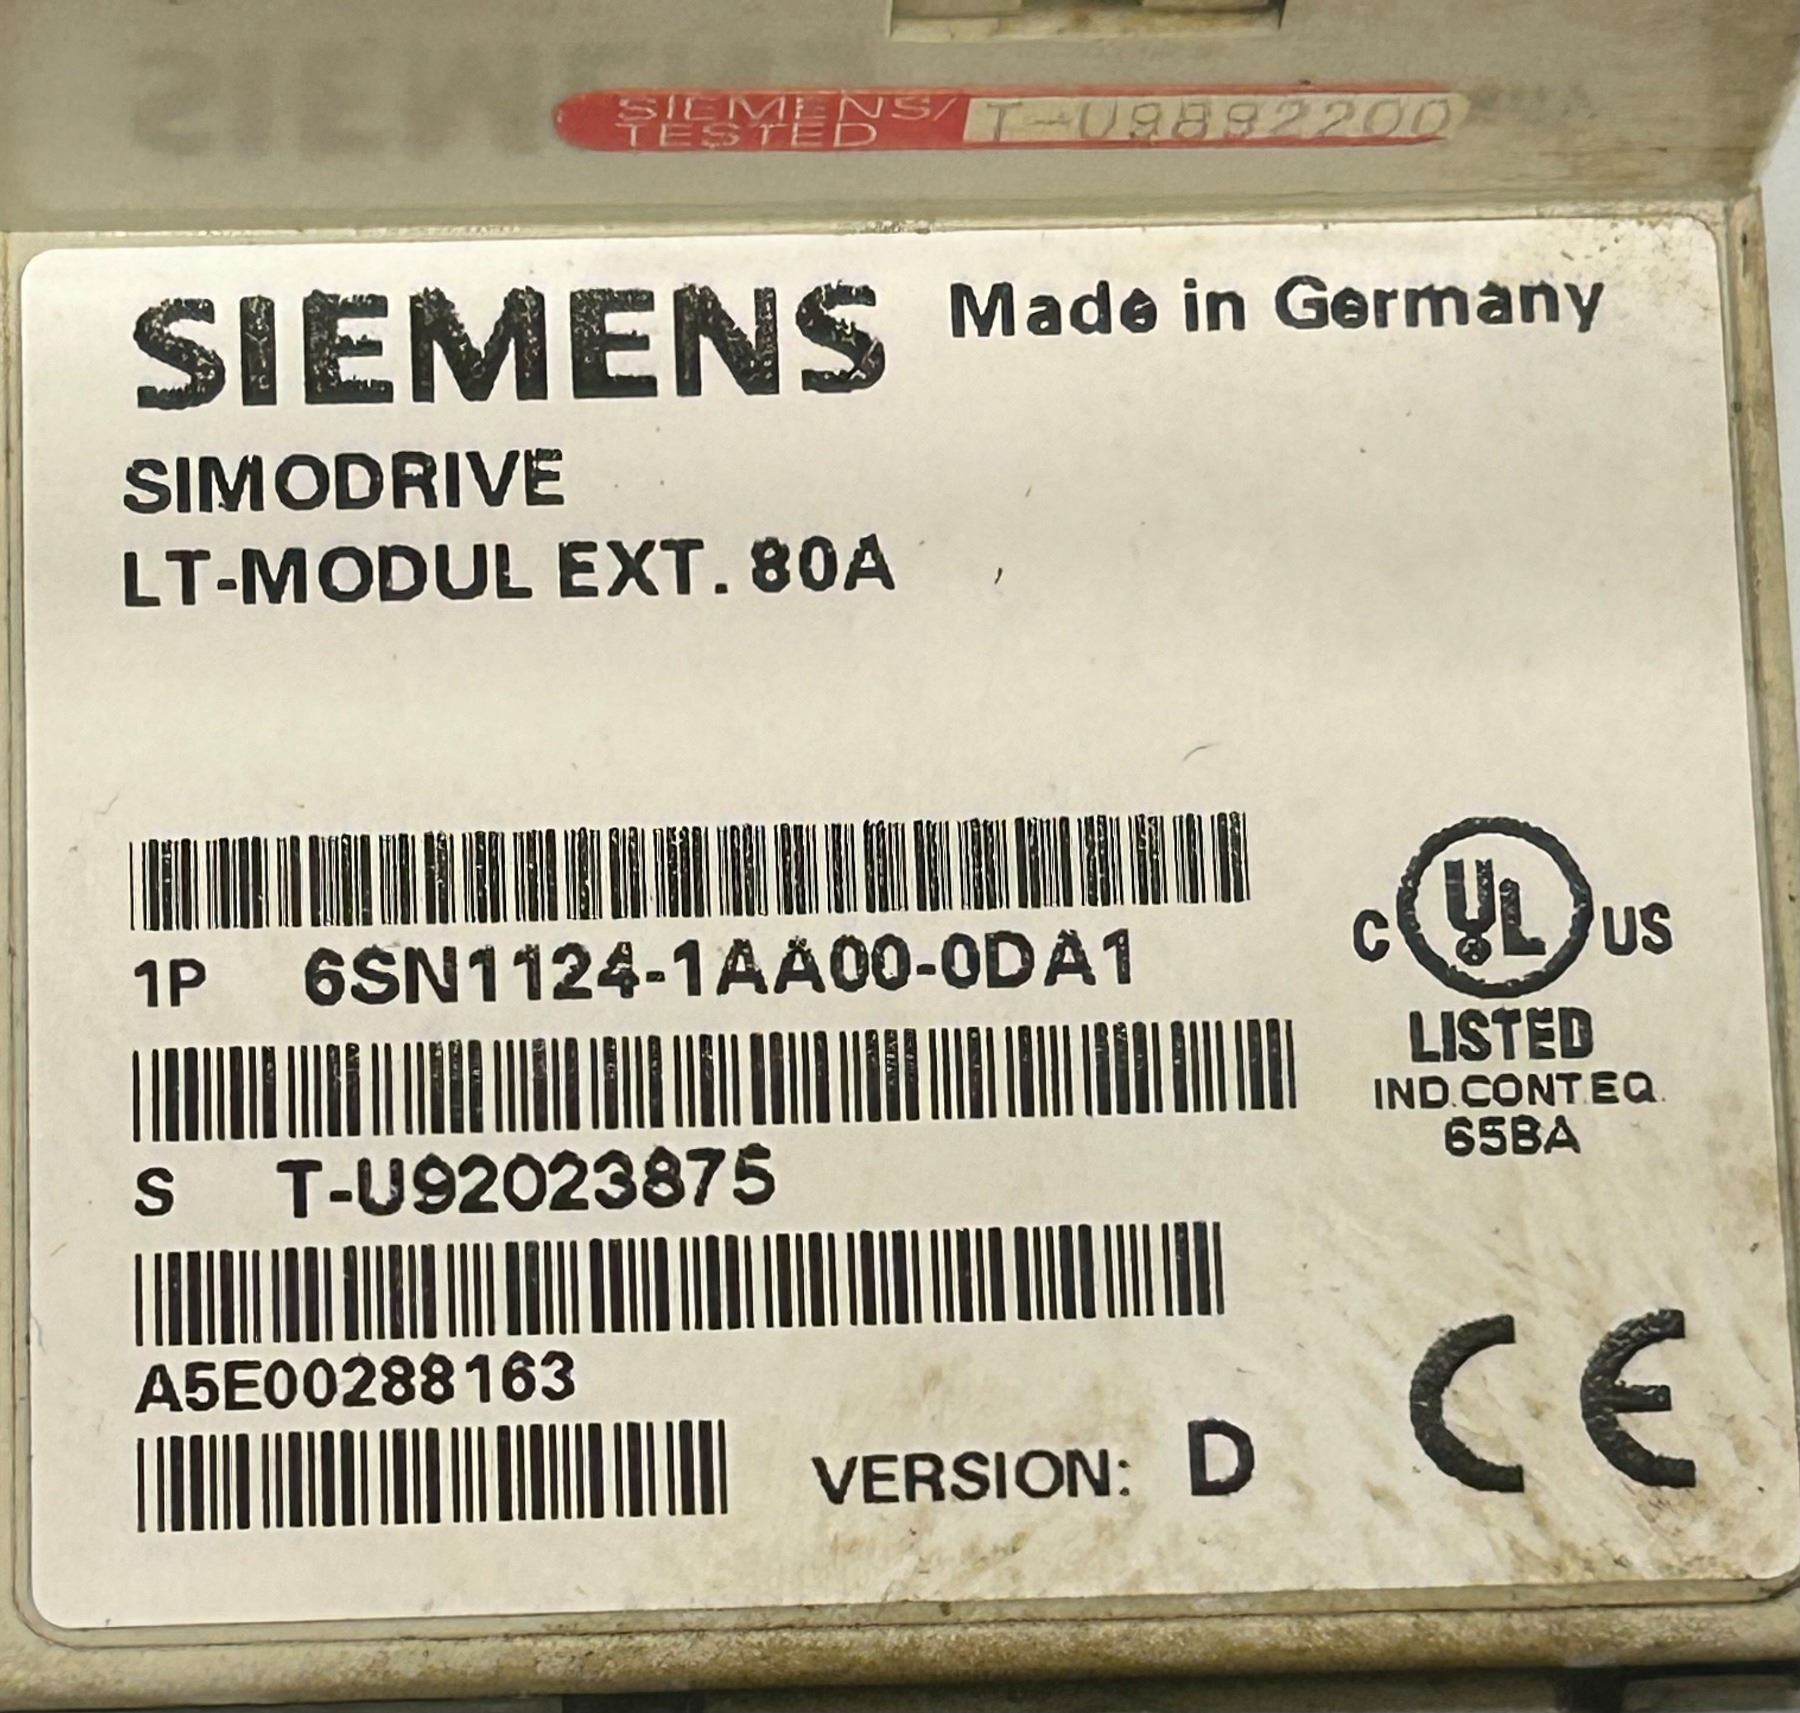 SIEMENS/ T-U9892200
TESTED
SIEMENS Made in Germany
SIMODRIVE
LT-MODUL EXT. 80A
1P 6SN1124-1AA00-0DA1
C UL US
LISTED
IND.CONT.EQ.
65BA
S T-U92023875
A5E00288163
VERSION: D
CE